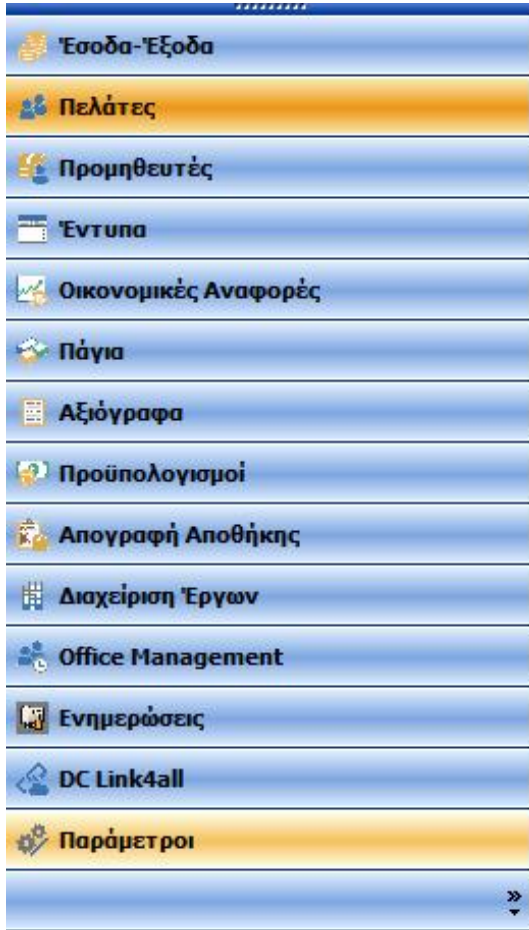 Έσοδα-Έξοδα
Πελάτες
Προμηθευτές
Έντυπα
Οικονομικές Αναφορές
Πάγια
Αξιόγραφα
Προϋπολογισμοί
Απογραφή Αποθήκης
Διαχείριση Έργων
Office Management
Ενημερώσεις
DC Link4all
Παράμετροι